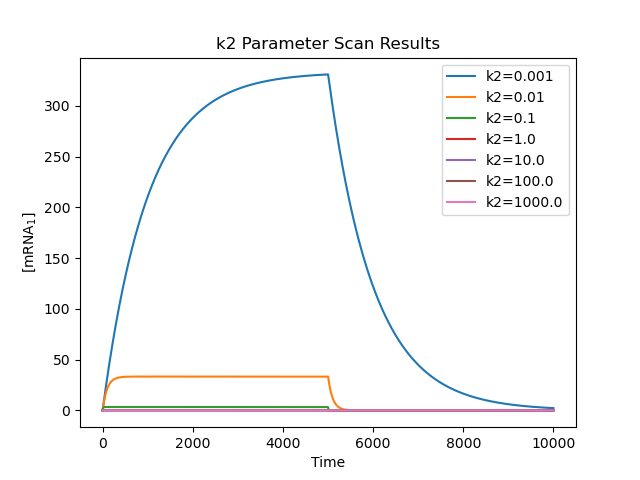 k2 Parameter Scan Results
[mRNA₁]
300
250
200
150
100
50
0
k2=0.001
k2=0.01
k2=0.1
k2=1.0
k2=10.0
k2=100.0
k2=1000.0
0 2000 4000 6000 8000 10000
Time